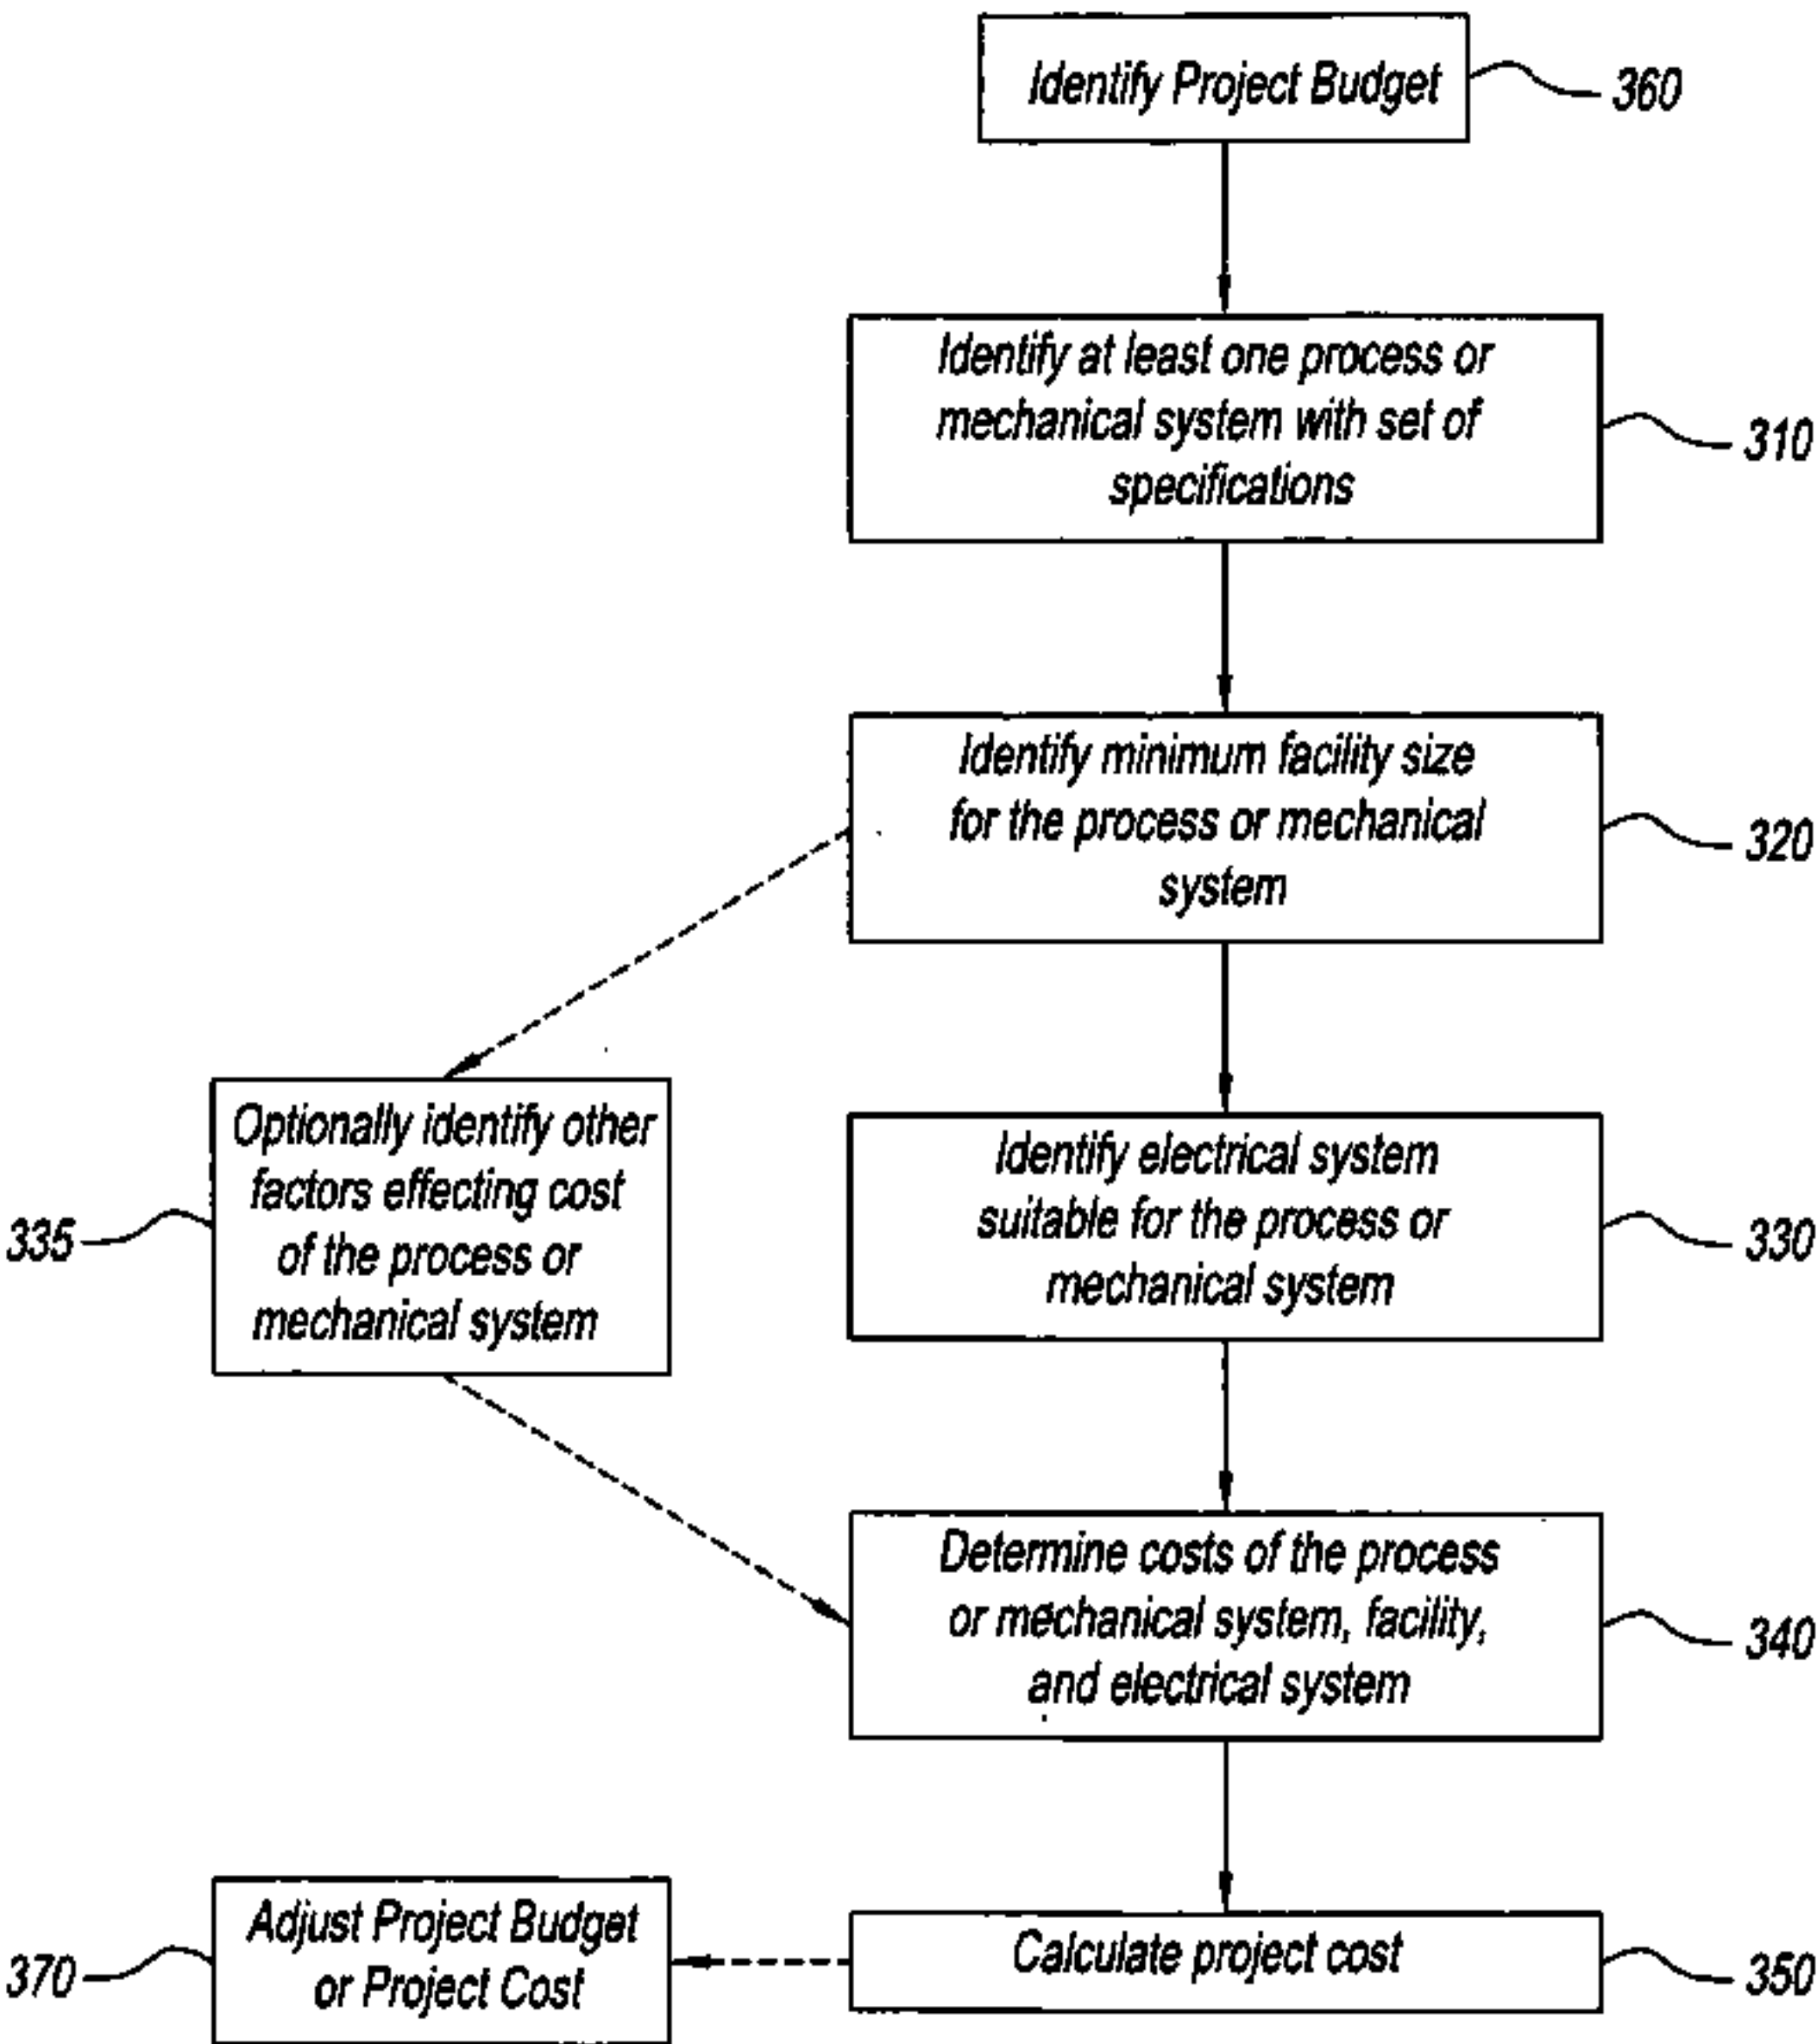 Identify Project Budget
360
Identify at least one process or
mechanical system with set of
specifications
310
Identify minimum facility size
for the process or mechanical
system
320
Optionally identify other
factors effecting cost
of the process or
mechanical system
335
Identify electrical system
suitable for the process or
mechanical system
330
Determine costs of the process
or mechanical system, facility,
and electrical system
340
Adjust Project Budget
or Project Cost
370
Calculate project cost
350